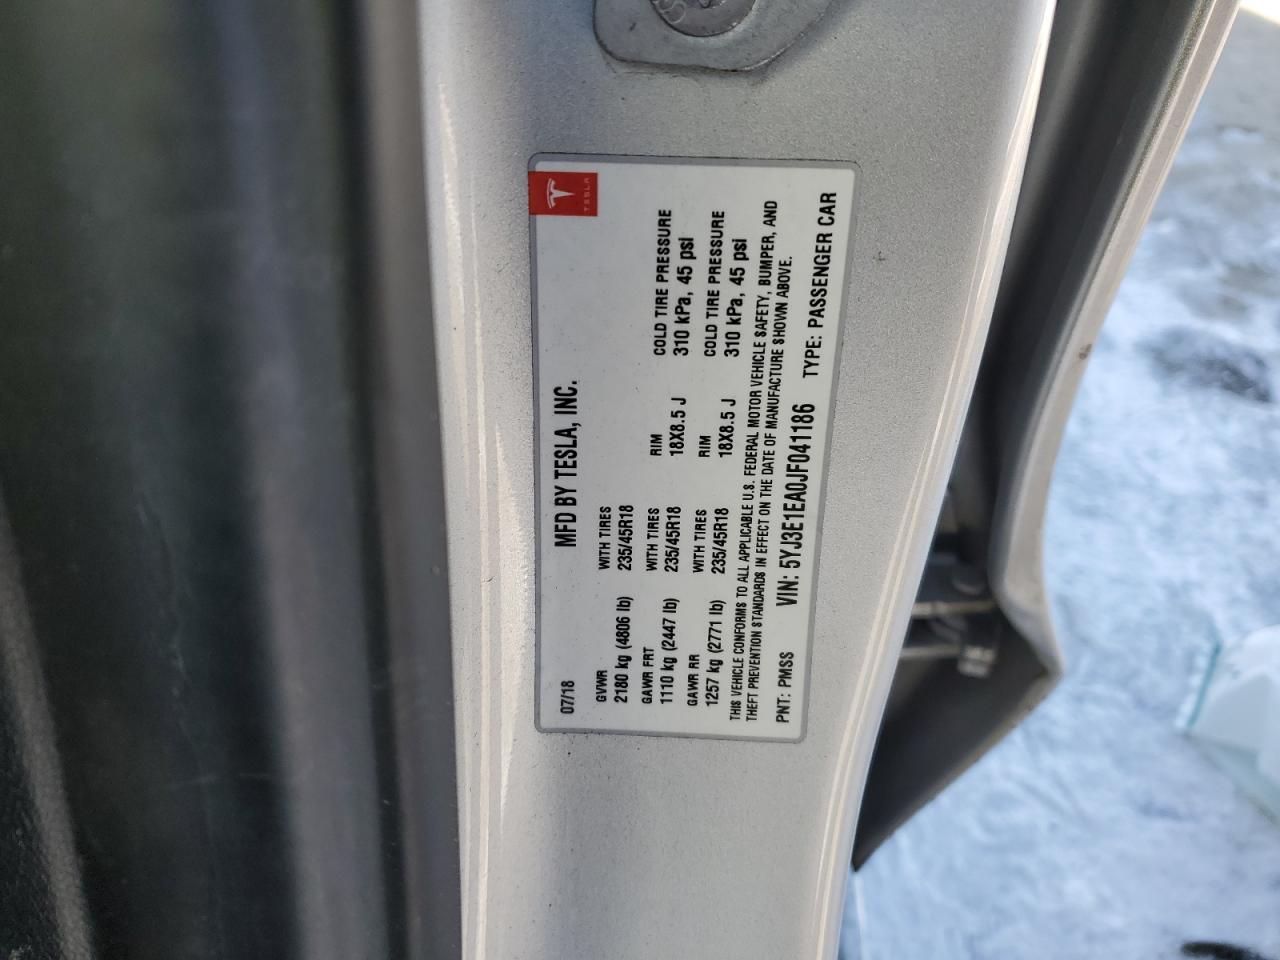 TESLA
MFD BY TESLA, INC.
07/18
GVWR WITH TIRES
2180 kg (4806 lb) 235/45R18
GAWR FRT WITH TIRES RIM COLD TIRE PRESSURE
1110 kg (2447 lb) 235/45R18 18X8.5 J 310 kPa, 45 psi
GAWR RR WITH TIRES RIM COLD TIRE PRESSURE
1257 kg (2771 lb) 235/45R18 18X8.5 J 310 kPa, 45 psi
THIS VEHICLE CONFORMS TO ALL APPLICABLE U.S. FEDERAL MOTOR VEHICLE SAFETY, BUMPER, AND
THEFT PREVENTION STANDARDS IN EFFECT ON THE DATE OF MANUFACTURE SHOWN ABOVE.
PNT: PMSS VIN: 5YJ3E1EA0JF041186 TYPE: PASSENGER CAR